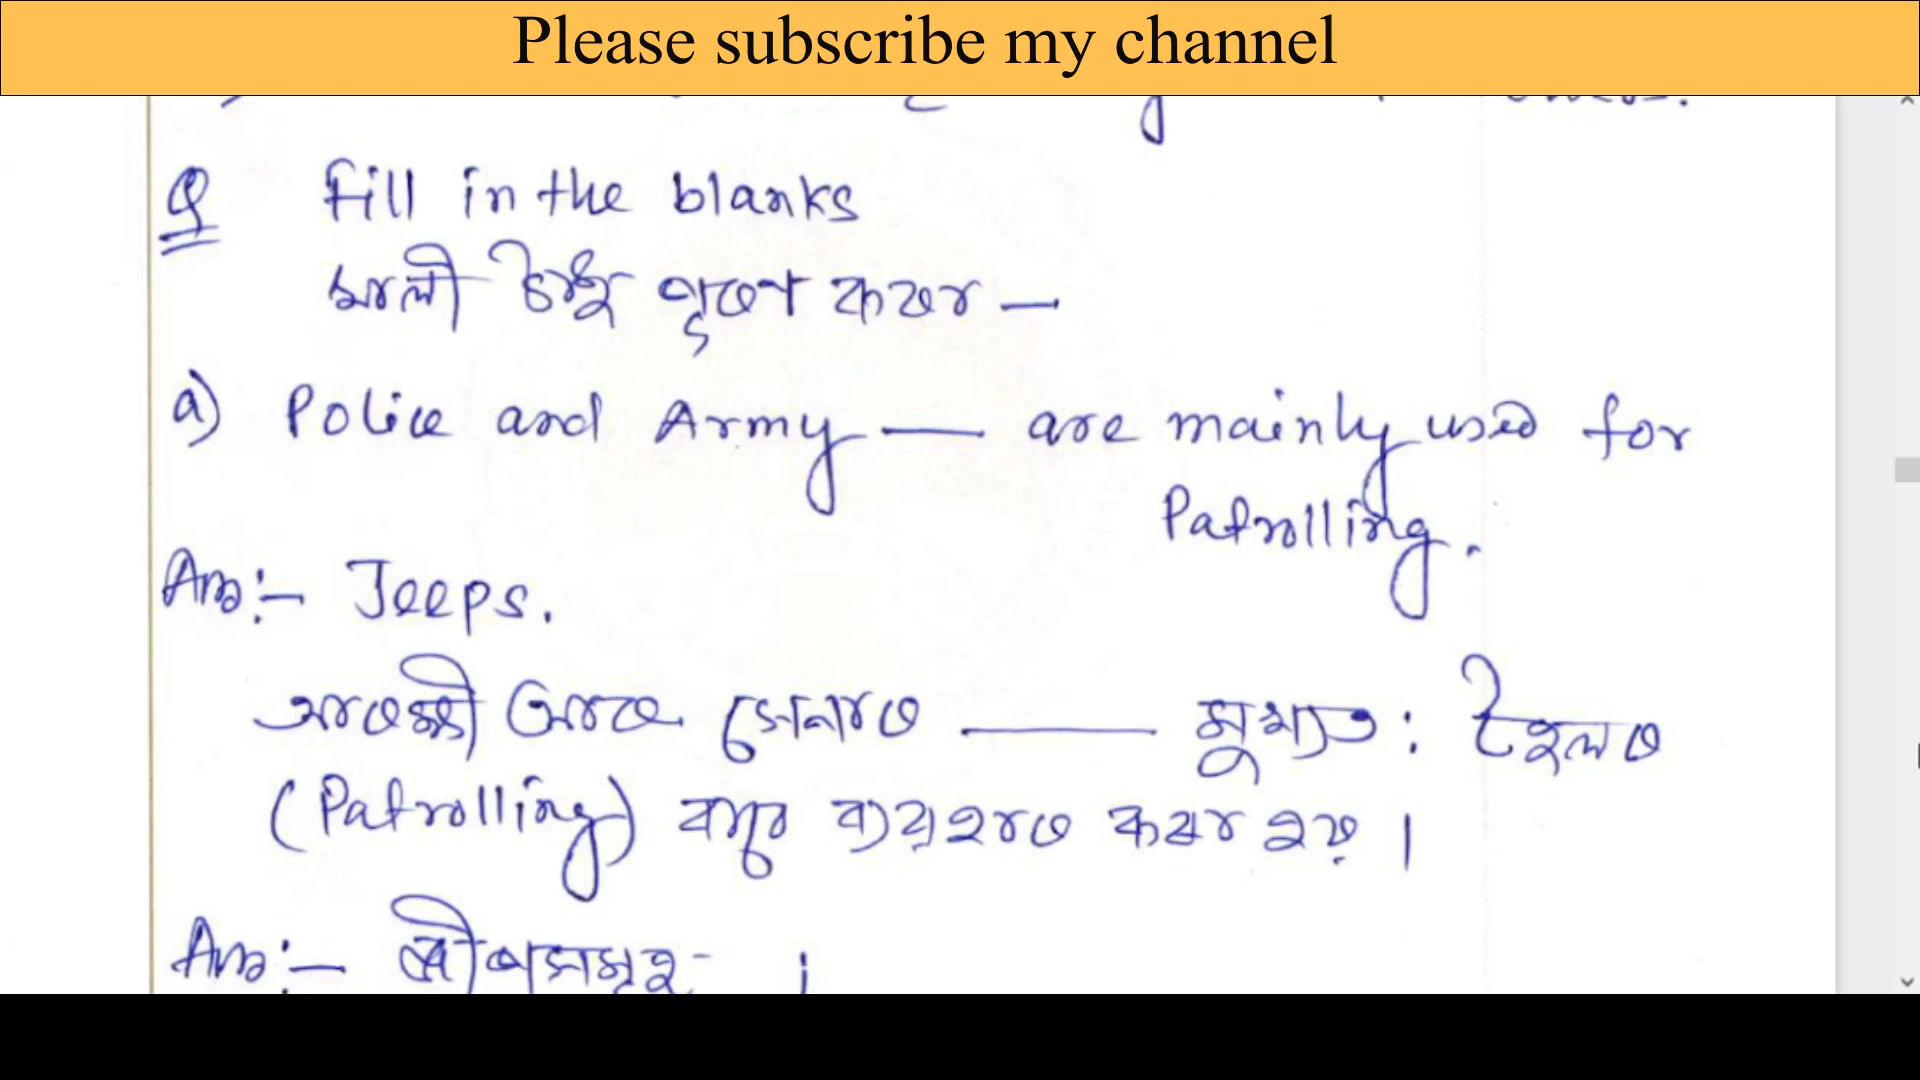 Please subscribe my channel
Q Fill in the blanks
খালী ঠাই পূৰণ কৰা —
a) Police and Army — are mainly used for
Patrolling.
Ans:- Jeeps.
আৰক্ষী আৰু সেনাৰ — মুখ্যত: টহলত
(Patrolling) ব্যৱহাৰ কৰা হয়।
Ans:- জীপসমূহ ।